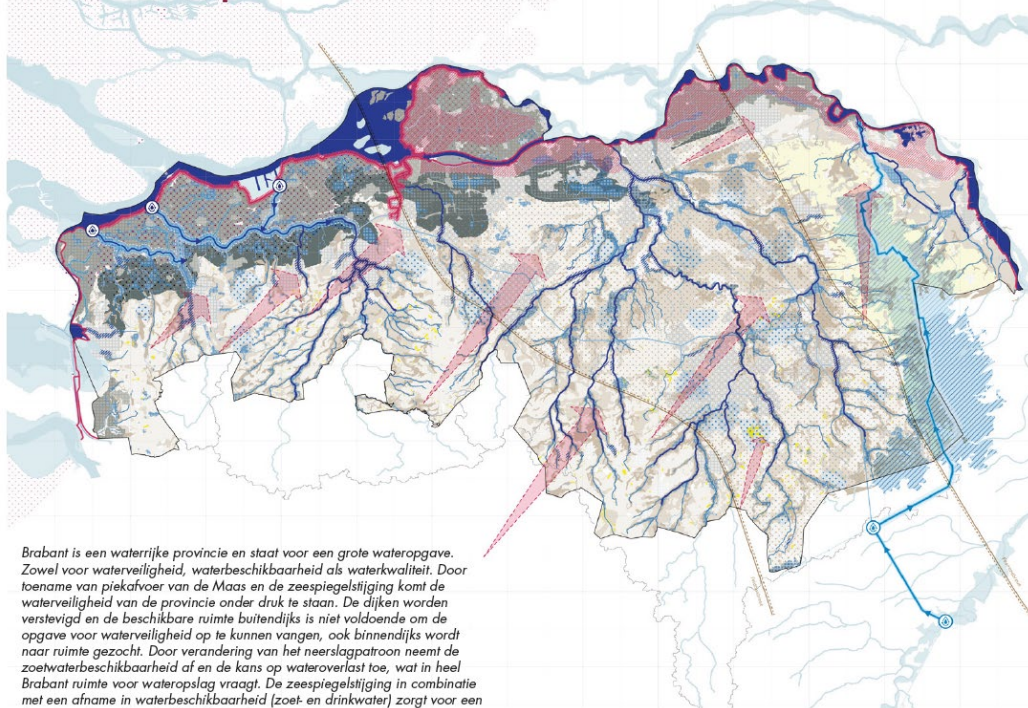 Brabant is een waterrijke provincie en staat voor een grote wateropgave.
Zowel voor waterveiligheid, waterbeschikbaarheid als waterkwaliteit. Door
toename van piekafvoer van de Maas en de zeespiegelstijging komt de
waterveiligheid van de provincie onder druk te staan. De dijken worden
verstevigd en de beschikbare ruimte buitendijks is niet voldoende om de
opgave voor waterveiligheid op te kunnen vangen, ook binnendijks wordt
naar ruimte gezocht. Door verandering van het neerslagpatroon neemt de
zoetwaterbeschikbaarheid af en de kans op wateroverlast toe, wat in heel
Brabant ruimte voor wateropslag vraagt. De zeespiegelstijging in combinatie
met een afname in waterbeschikbaarheid (zoet- en drinkwater) zorgt voor een